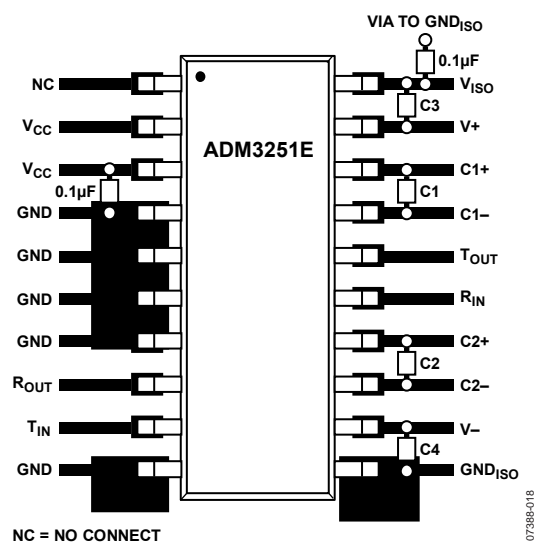 VIA TO GNDISO
0.1µF
NC
VISO
C3
VCC
V+
ADM3251E
VCC
C1+
0.1µF
C1
GND
C1–
GND
TOUT
GND
RIN
GND
C2+
C2
ROUT
C2–
TIN
V–
C4
GND
GNDISO
NC = NO CONNECT
07388-018